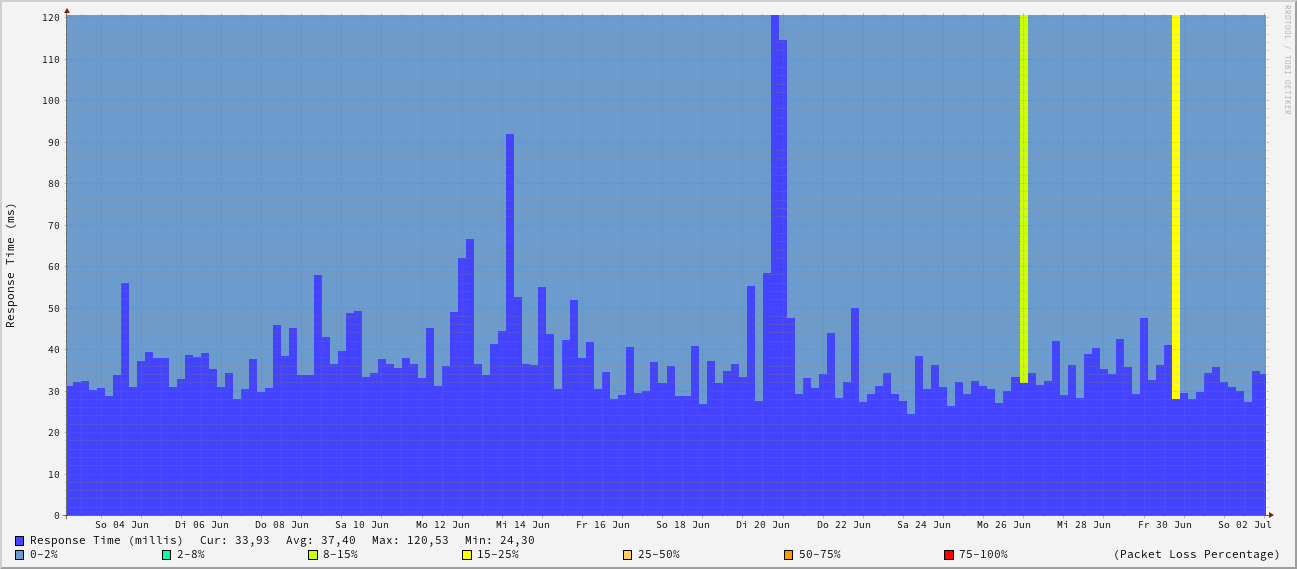 RRDTOOL / TOBI OETIKER
Response Time (ms)
120
110
100
90
80
70
60
50
40
30
20
10
0
So 04 Jun Di 06 Jun Do 08 Jun Sa 10 Jun Mo 12 Jun Mi 14 Jun Fr 16 Jun So 18 Jun Di 20 Jun Do 22 Jun Sa 24 Jun Mo 26 Jun Mi 28 Jun Fr 30 Jun So 02 Jul
Response Time (millis) Cur: 33,93 Avg: 37,40 Max: 120,53 Min: 24,30
0-2% 2-8% 8-15% 15-25% 25-50% 50-75% 75-100% (Packet Loss Percentage)